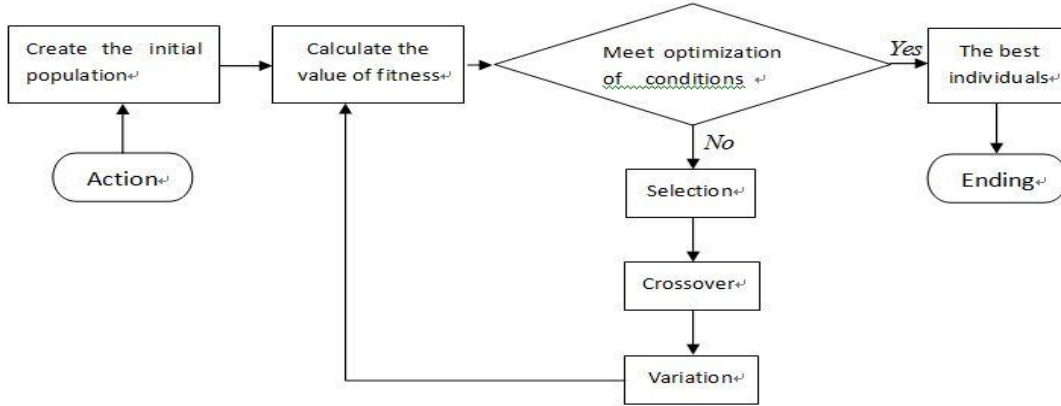 Create the initial
population
Calculate the
value of fitness
Meet optimization
of conditions
Yes
The best
individuals
No
Action
Selection
Ending
Crossover
Variation